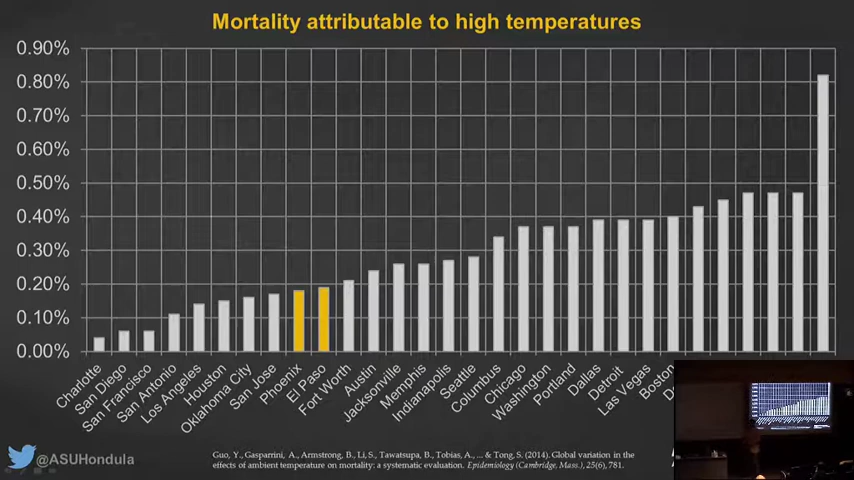 Mortality attributable to high temperatures
0.90%
0.80%
0.70%
0.60%
0.50%
0.40%
0.30%
0.20%
0.10%
0.00%
Charlotte
San Diego
San Francisco
San Antonio
Los Angeles
Houston
Oklahoma City
San Jose
Phoenix
El Paso
Fort Worth
Austin
Jacksonville
Memphis
Indianapolis
Seattle
Columbus
Chicago
Washington
Portland
Dallas
Detroit
Las Vegas
Boston
@ASUHondula
Guo, Y., Gasparrini, A., Armstrong, B., Li, S., Tawatsupa, B., Tobias, A., ... & Tong, S. (2014). Global variation in the
effects of ambient temperature on mortality: a systematic evaluation. Epidemiology (Cambridge, Mass.), 25(6), 781.